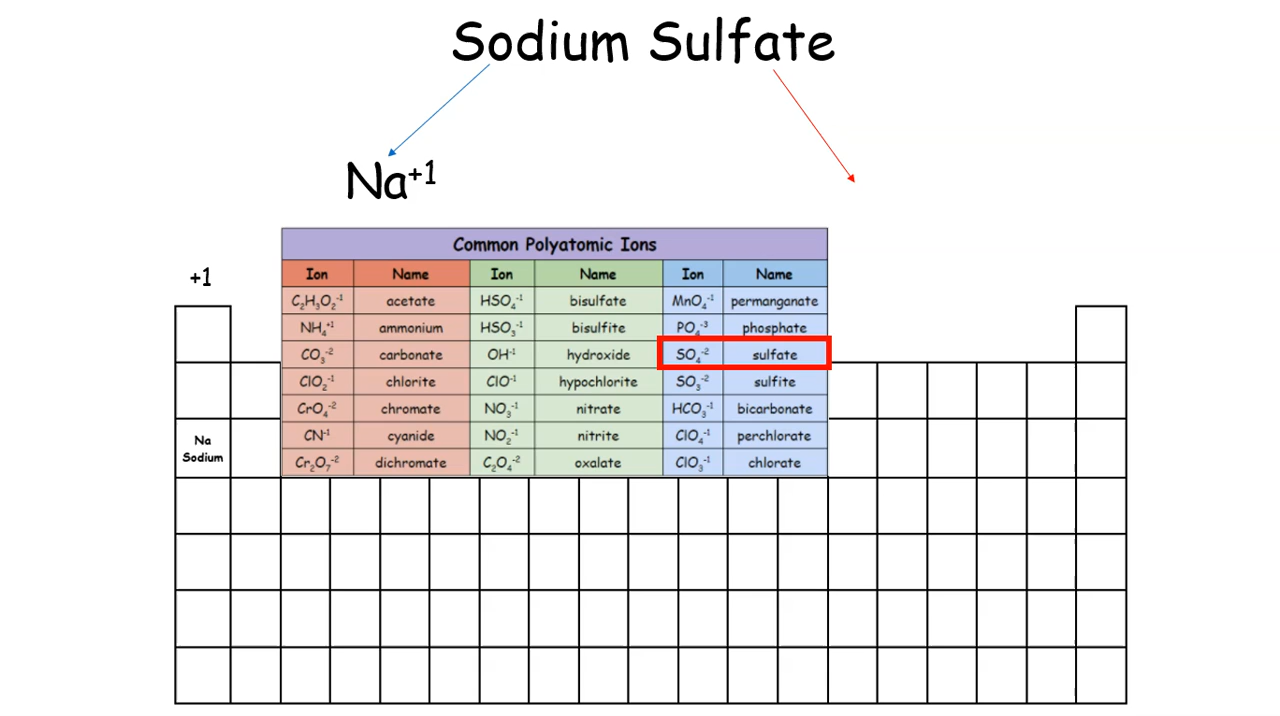 Sodium Sulfate
Na⁺¹
Common Polyatomic Ions
+1
Ion Name Ion Name Ion Name
C₂H₃O₂⁻¹ acetate HSO₄⁻¹ bisulfate MnO₄⁻¹ permanganate
NH₄⁺¹ ammonium HSO₃⁻¹ bisulfite PO₄⁻³ phosphate
CO₃⁻² carbonate OH⁻¹ hydroxide SO₄⁻² sulfate
ClO₂⁻¹ chlorite ClO⁻¹ hypochlorite SO₃⁻² sulfite
CrO₄⁻² chromate NO₃⁻¹ nitrate HCO₃⁻¹ bicarbonate
CN⁻¹ cyanide NO₂⁻¹ nitrite ClO₄⁻¹ perchlorate
Cr₂O₇⁻² dichromate C₂O₄⁻² oxalate ClO₃⁻¹ chlorate
Na
Sodium